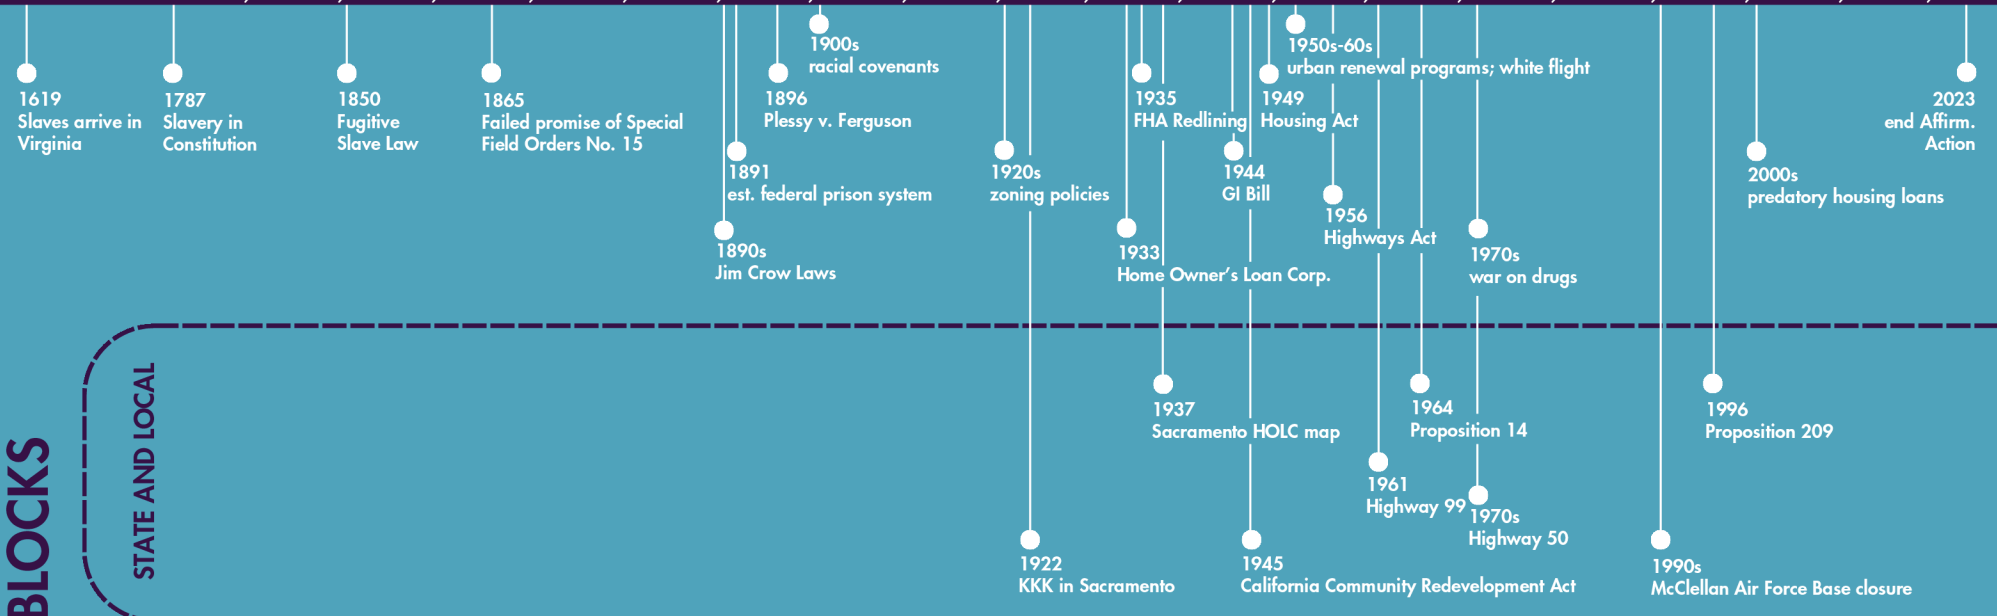 1619
Slaves arrive in
Virginia
1787
Slavery in
Constitution
1850
Fugitive
Slave Law
1865
Failed promise of Special
Field Orders No. 15
1890s
Jim Crow Laws
1891
est. federal prison system
1896
Plessy v. Ferguson
1900s
racial covenants
1920s
zoning policies
1933
Home Owner's Loan Corp.
1935
FHA Redlining
1944
GI Bill
1949
Housing Act
1950s-60s
urban renewal programs; white flight
1956
Highways Act
1970s
war on drugs
2000s
predatory housing loans
2023
end Affirm.
Action
BLOCKS
STATE AND LOCAL
1922
KKK in Sacramento
1937
Sacramento HOLC map
1945
California Community Redevelopment Act
1961
Highway 99
1964
Proposition 14
1970s
Highway 50
1990s
McClellan Air Force Base closure
1996
Proposition 209